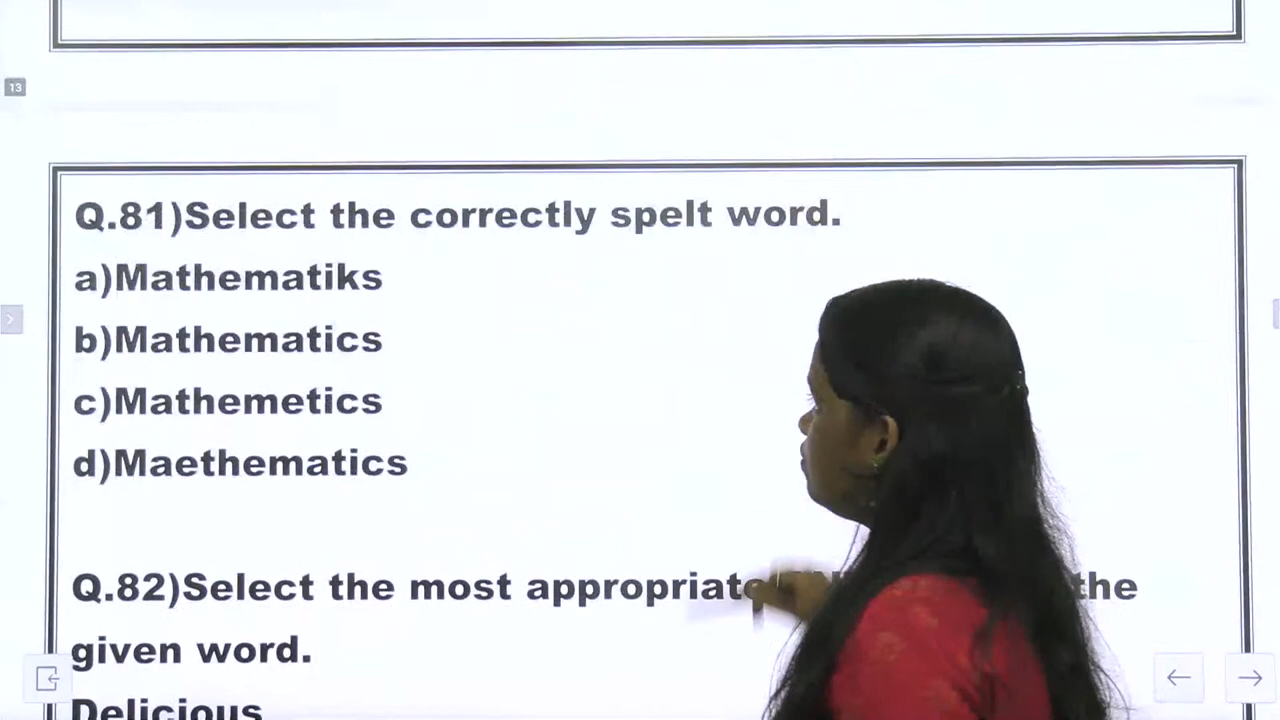 13
Q.81)Select the correctly spelt word.
a)Mathematiks
b)Mathematics
c)Mathemetics
d)Maethematics
Q.82)Select the most appropriate the
given word.
Delicious